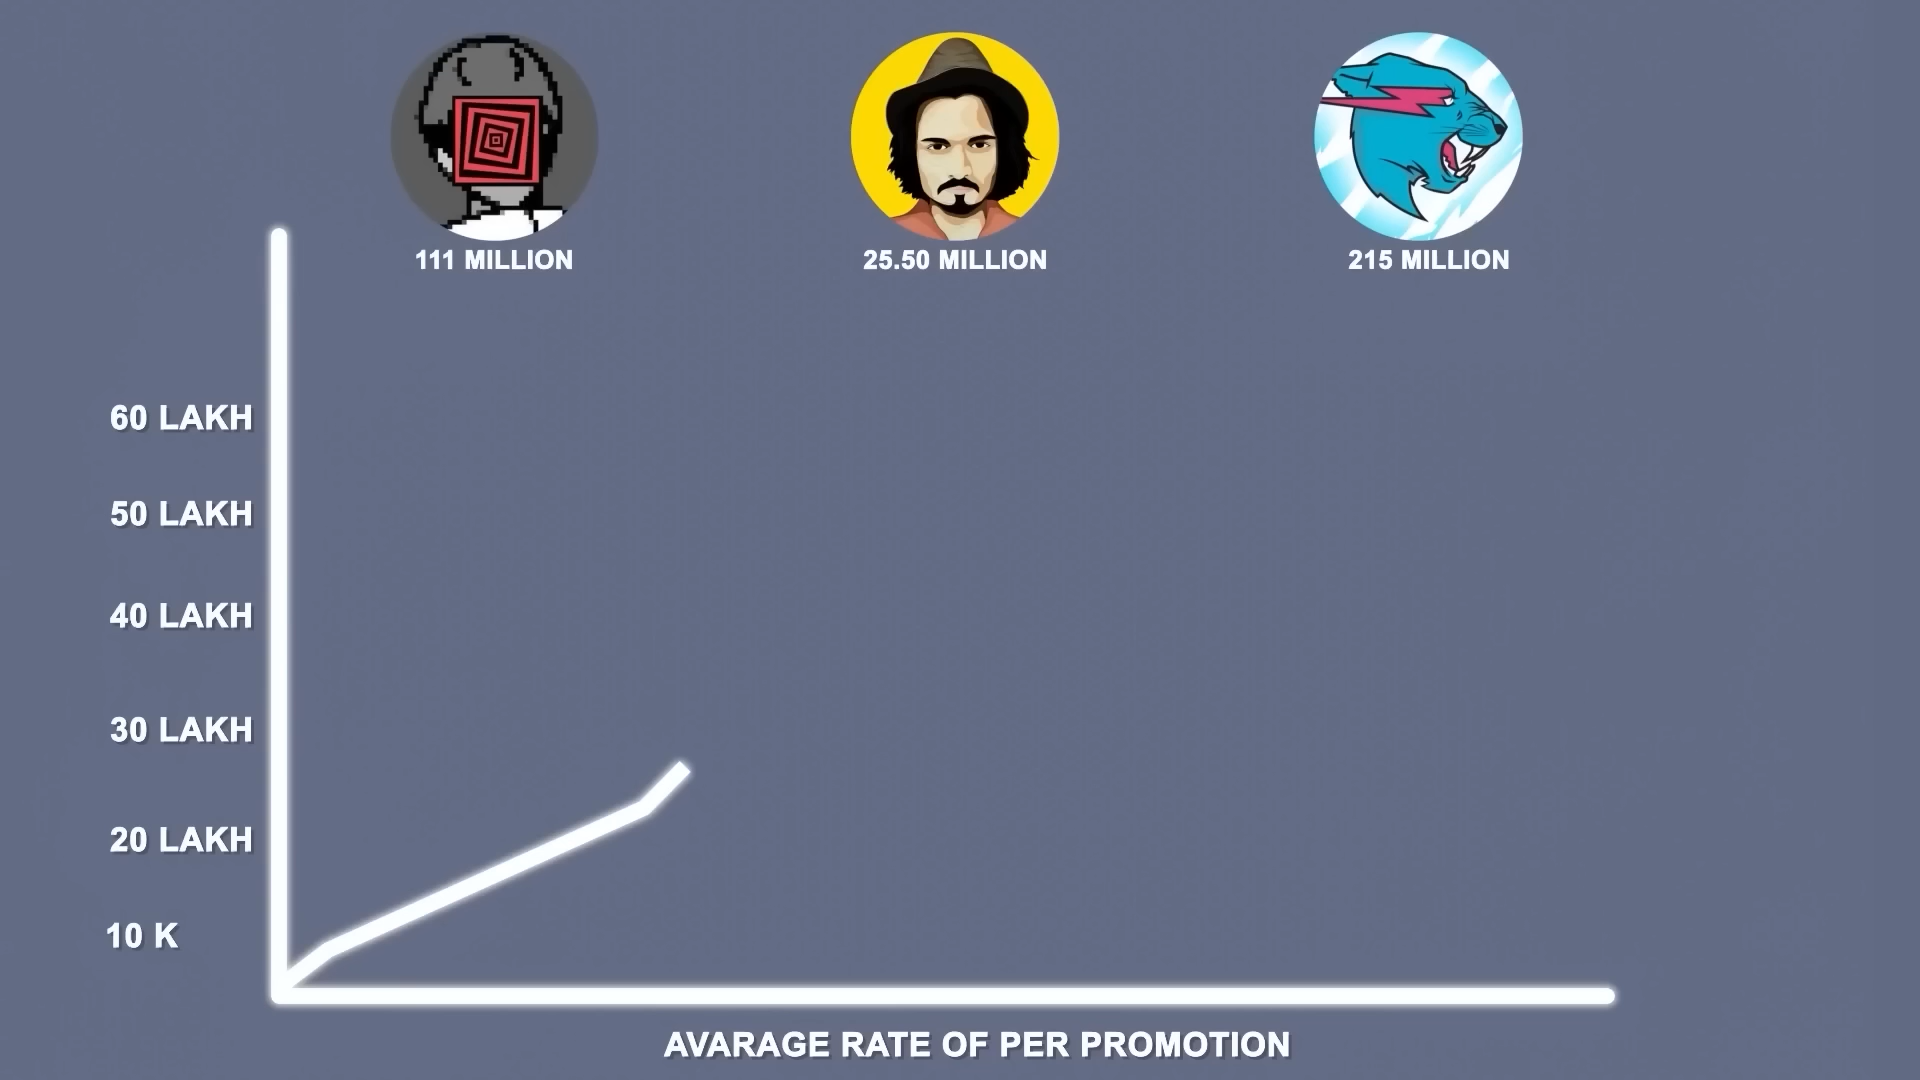 111 MILLION
25.50 MILLION
215 MILLION
60 LAKH
50 LAKH
40 LAKH
30 LAKH
20 LAKH
10 K
AVARAGE RATE OF PER PROMOTION